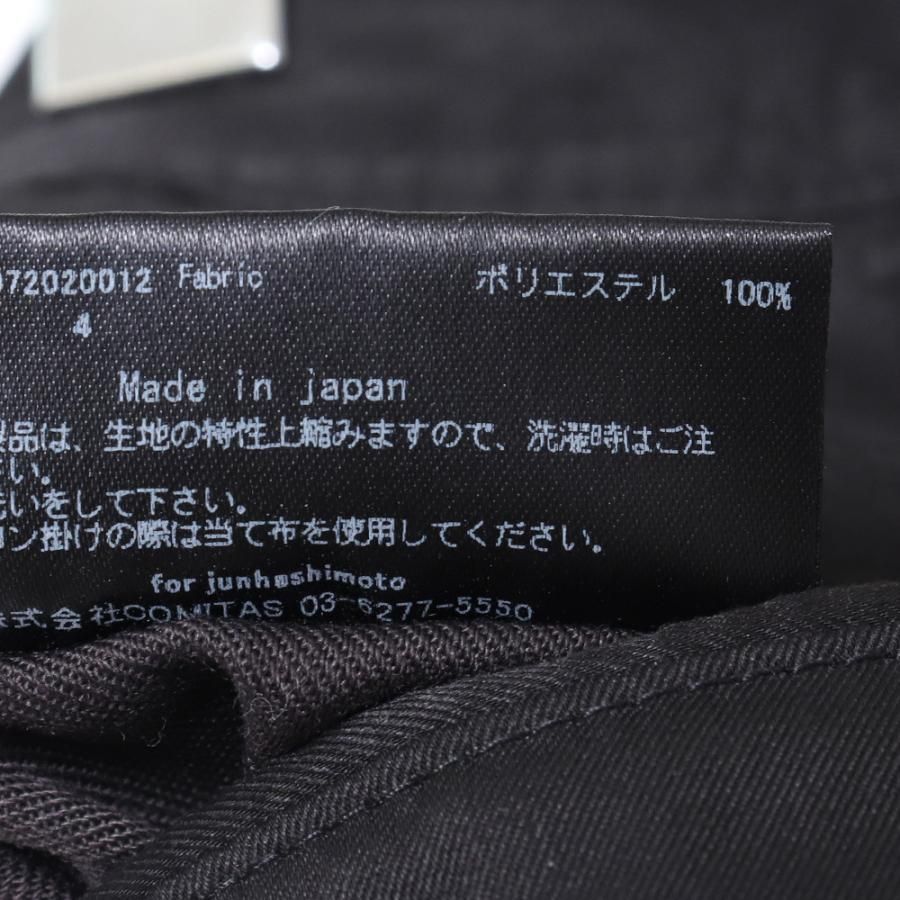 072020012 Fabric ポリエステル 100%
4
Made in japan
製品は、生地の特性上縮みますので、洗濯時はご注
さい。
洗いをして下さい。
ロン掛けの際は当て布を使用してください。
for junhashimoto
株式会社COMITAS 03-6277-5550